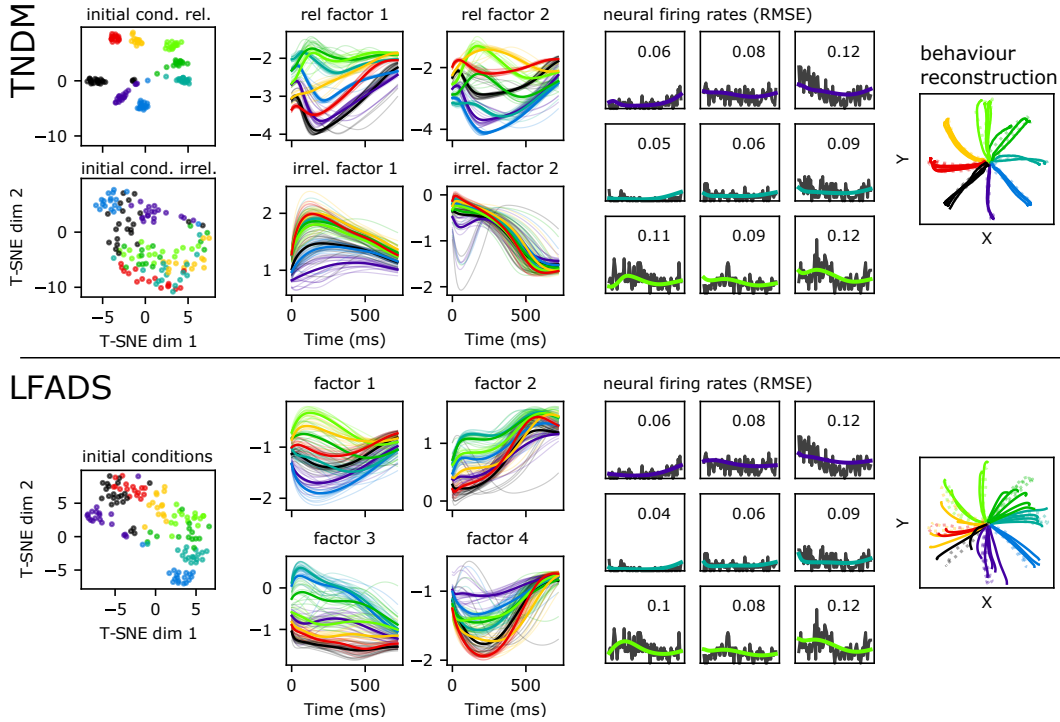 TNDM
initial cond. rel.
0
−10
initial cond. irrel.
0
−10
−5 0 5
T-SNE dim 1
T-SNE dim 2
rel factor 1
−2
−3
−4
rel factor 2
−2
−4
irrel. factor 1
2
1
0 500
Time (ms)
irrel. factor 2
0
−1
−2
0 500
Time (ms)
neural firing rates (RMSE)
0.06 0.08 0.12
0.05 0.06 0.09
0.11 0.09 0.12
behaviour
reconstruction
Y
X
LFADS
initial conditions
5
0
−5
−5 0 5
T-SNE dim 1
T-SNE dim 2
factor 1
−1
−2
factor 2
1
0
factor 3
0
−1
0 500
Time (ms)
factor 4
−1
−2
0 500
Time (ms)
neural firing rates (RMSE)
0.06 0.08 0.12
0.04 0.06 0.09
0.1 0.08 0.12
Y
X